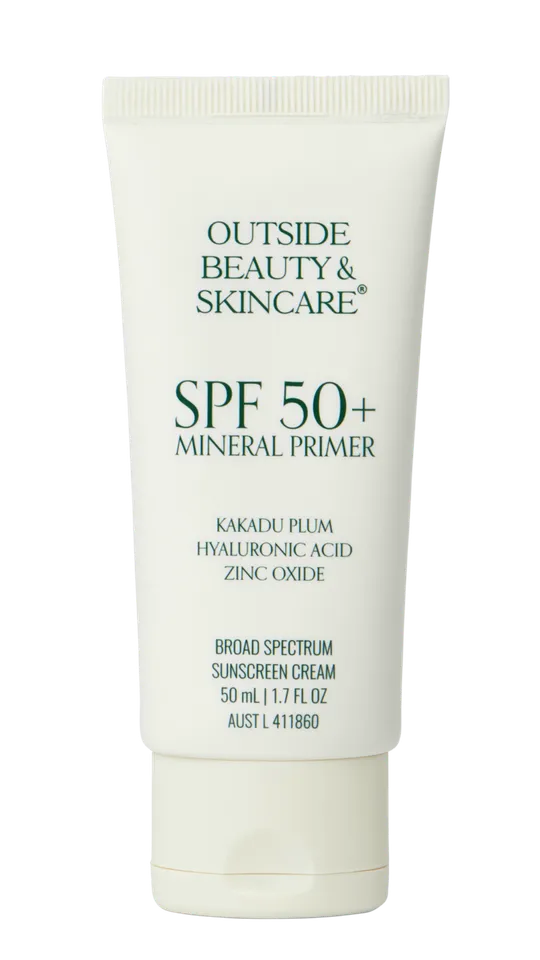 OUTSIDE
BEAUTY &
SKINCARE®
SPF 50+
MINERAL PRIMER
KAKADU PLUM
HYALURONIC ACID
ZINC OXIDE
BROAD SPECTRUM
SUNSCREEN CREAM
50 mL | 1.7 FL OZ
AUST L 411860